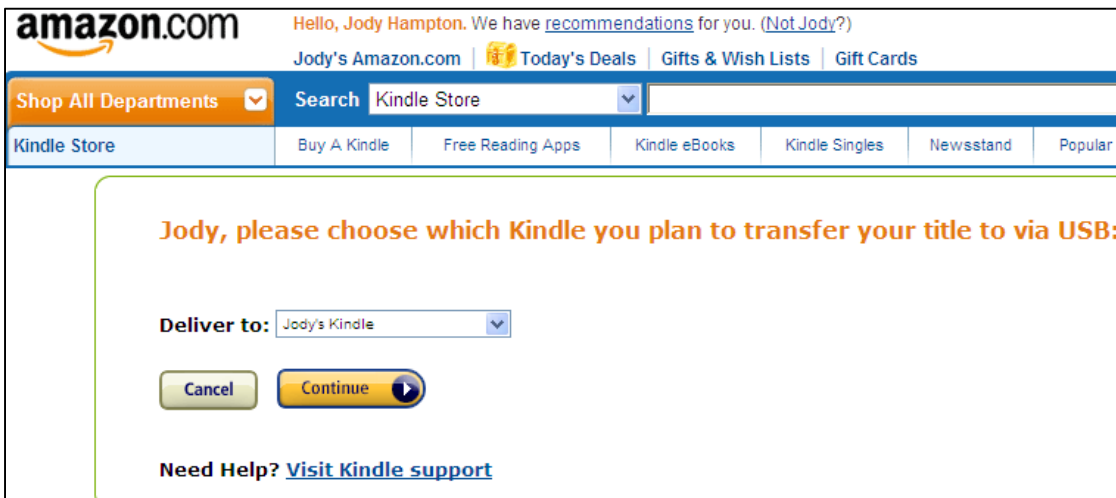 amazon.com
Hello, Jody Hampton. We have recommendations for you. (Not Jody?)
Jody's Amazon.com Today's Deals Gifts & Wish Lists Gift Cards
Shop All Departments Search Kindle Store
Kindle Store Buy A Kindle Free Reading Apps Kindle eBooks Kindle Singles Newsstand Popular
Jody, please choose which Kindle you plan to transfer your title to via USB:
Deliver to: Jody's Kindle
Cancel Continue
Need Help? Visit Kindle support